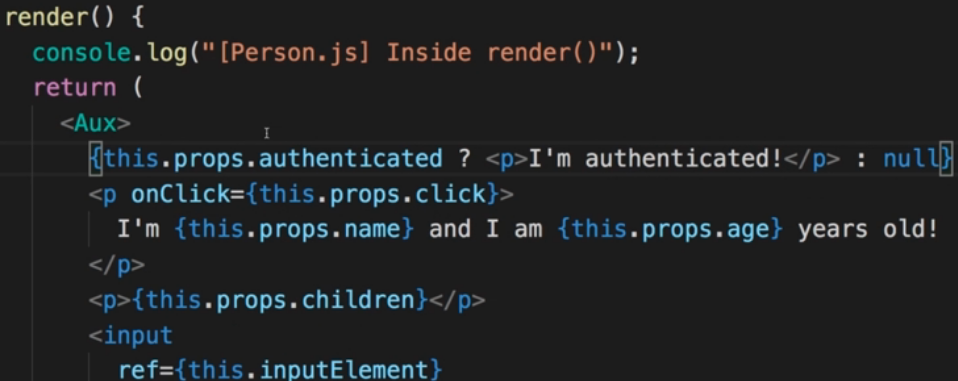 render() {
console.log("[Person.js] Inside render()");
return (
<Aux>
{this.props.authenticated ? <p>I'm authenticated!</p> : null}
<p onClick={this.props.click}>
I'm {this.props.name} and I am {this.props.age} years old!
</p>
<p>{this.props.children}</p>
<input
ref={this.inputElement}